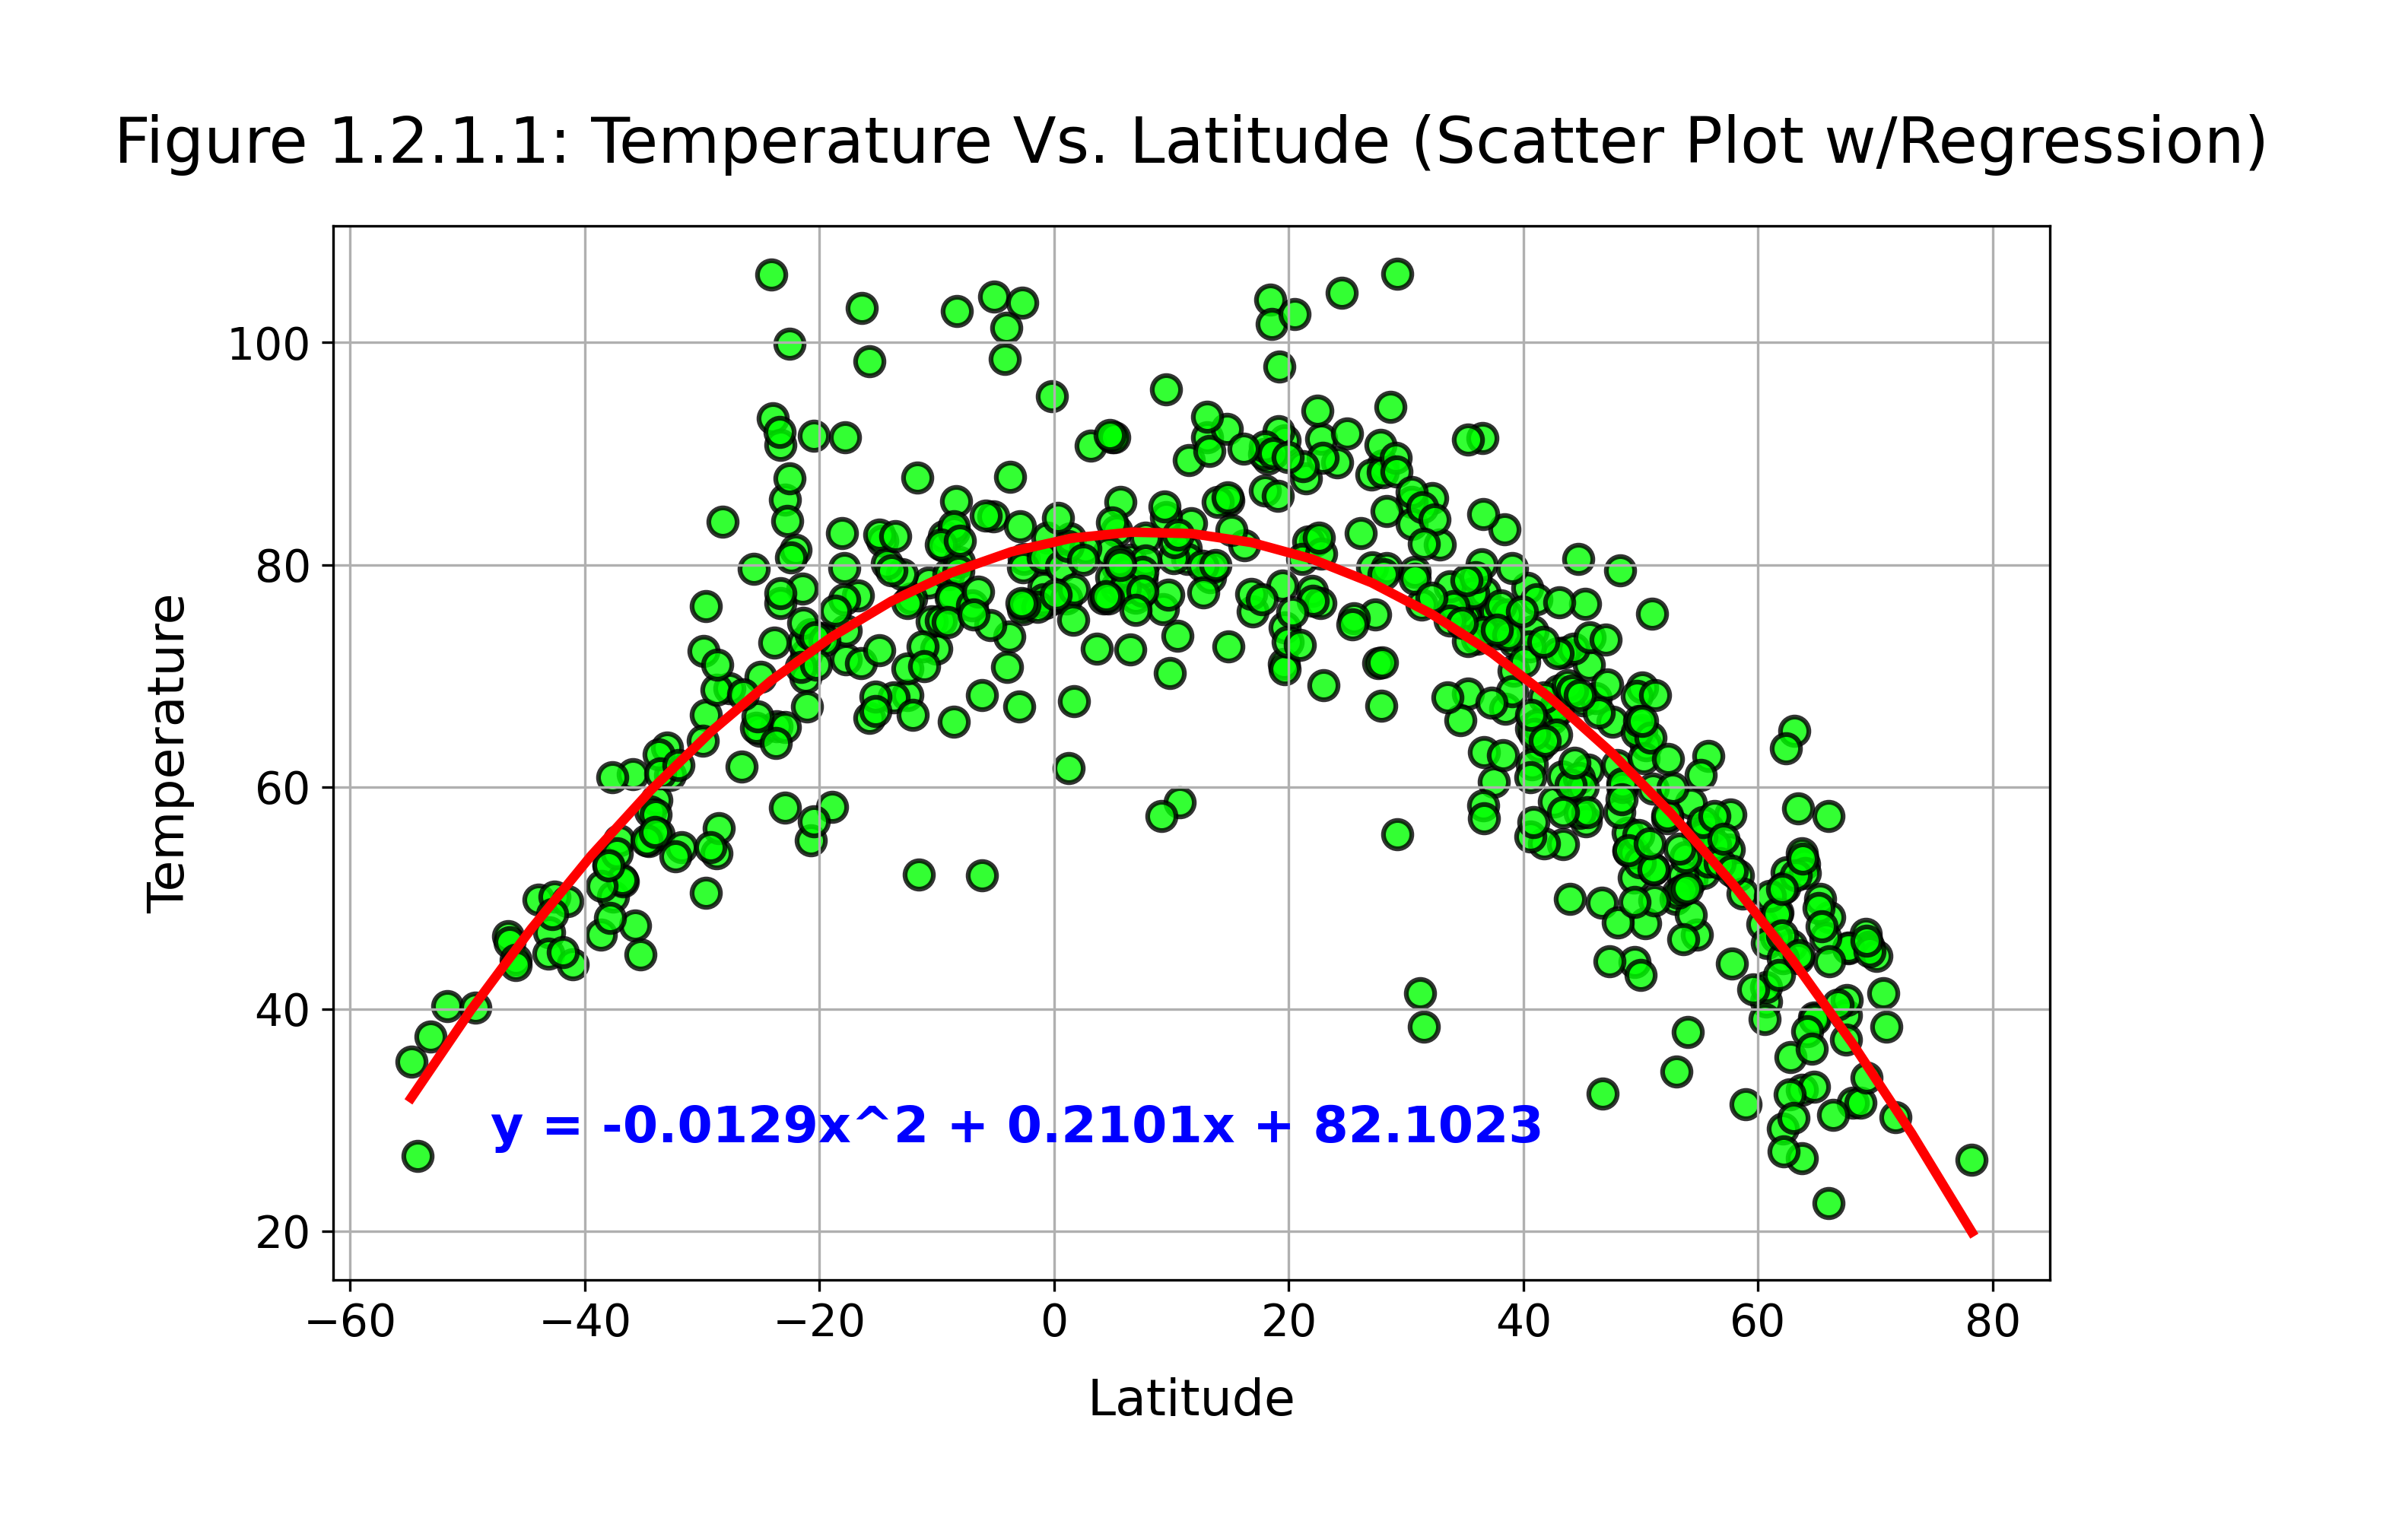 Figure 1.2.1.1: Temperature Vs. Latitude (Scatter Plot w/Regression)
100
80
60
40
20
Temperature
y = -0.0129x^2 + 0.2101x + 82.1023
−60 −40 −20 0 20 40 60 80
Latitude